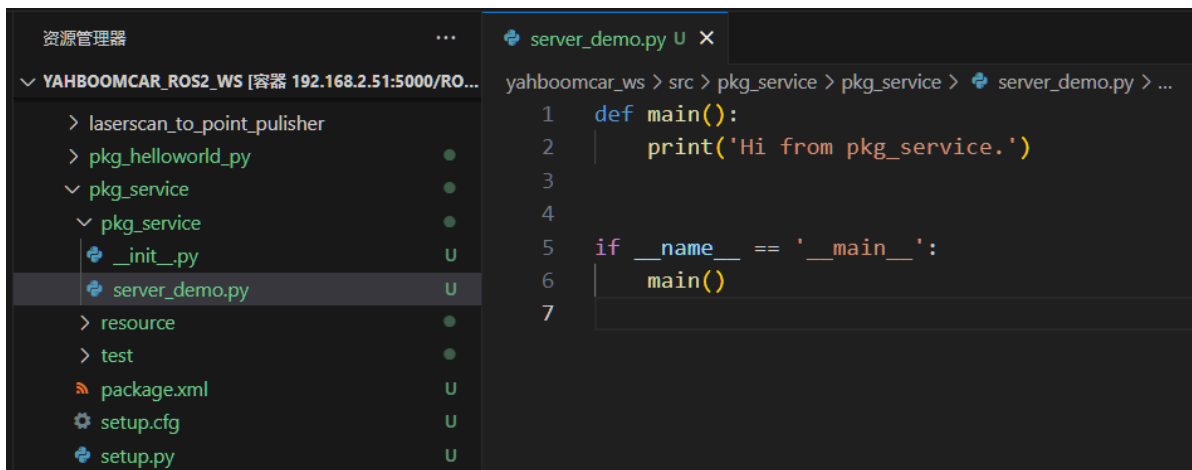 资源管理器 ...
YAHBOOMCAR_ROS2_WS [容器 192.168.2.51:5000/RO...
laserscan_to_point_pulisher
pkg_helloworld_py
pkg_service
pkg_service
__init__.py U
server_demo.py U
resource
test
package.xml U
setup.cfg U
setup.py U
server_demo.py U ×
yahboomcar_ws > src > pkg_service > pkg_service > server_demo.py > ...
1 def main():
2 print('Hi from pkg_service.')
3
4
5 if __name__ == '__main__':
6 main()
7